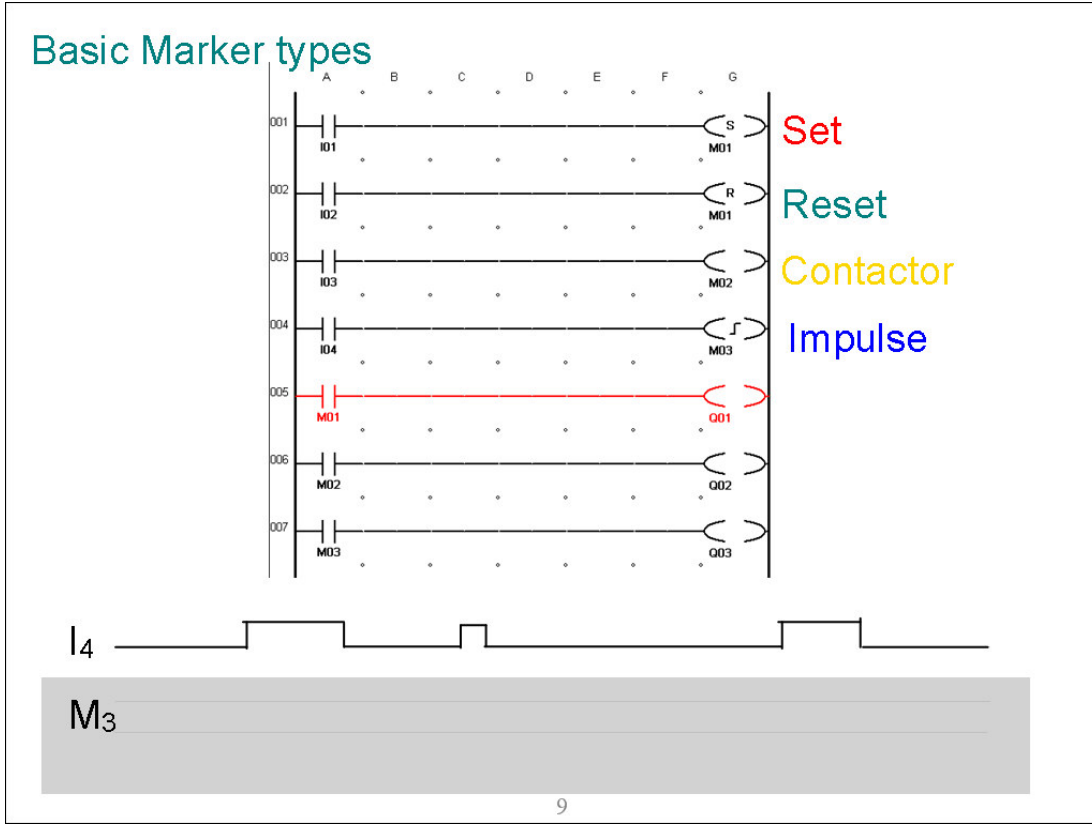 Basic Marker types
A B C D E F G
001 S Set
I01 M01
002 R Reset
I02 M01
003 Contactor
I03 M02
004 Impulse
I04 M03
005
M01 Q01
006
M02 Q02
007
M03 Q03
I4
M3
9